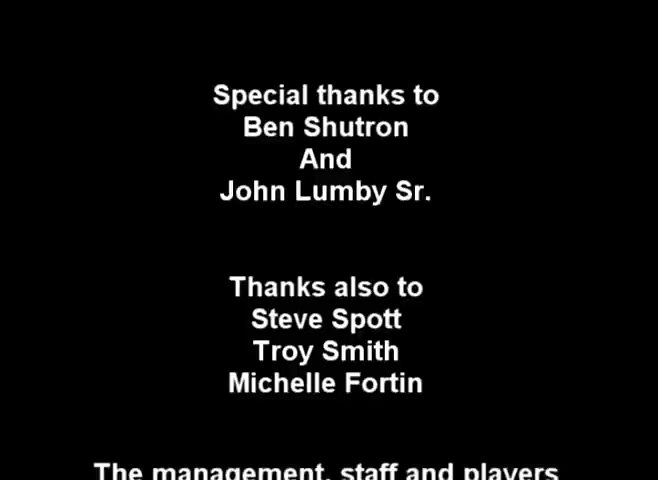 Special thanks to
Ben Shutron
And
John Lumby Sr.
Thanks also to
Steve Spott
Troy Smith
Michelle Fortin
The management, staff and players